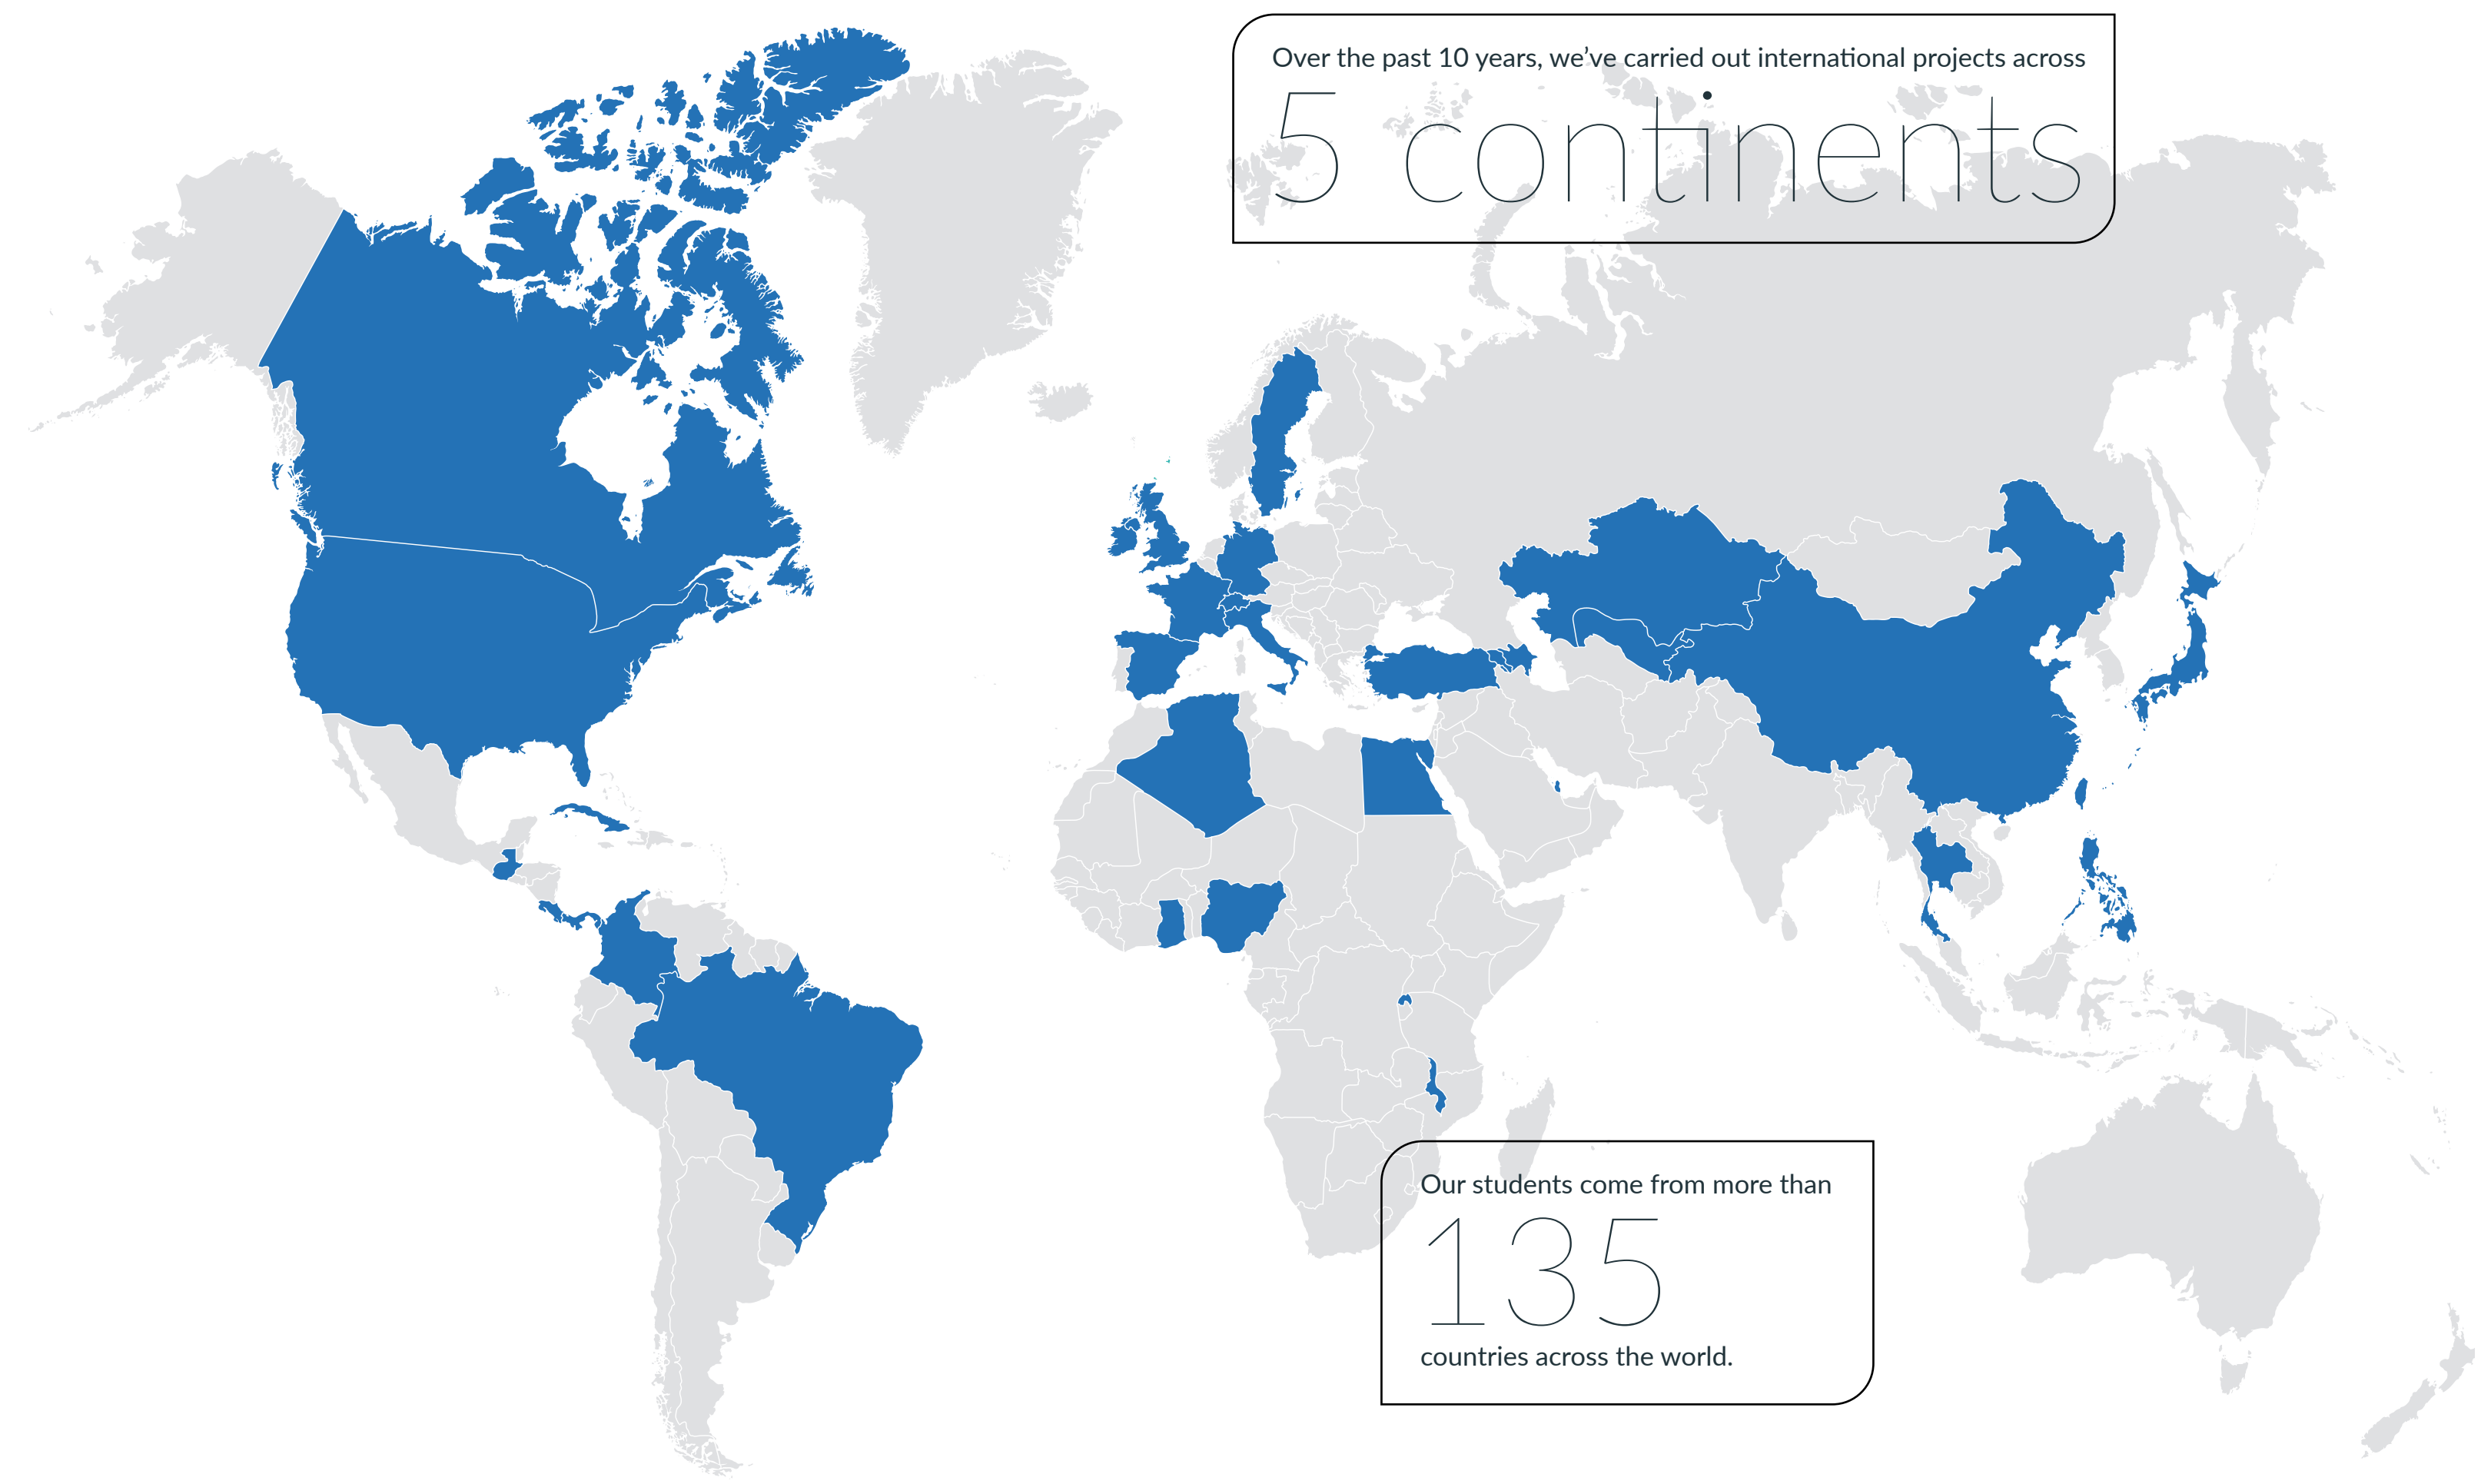 Over the past 10 years, we’ve carried out international projects across
5 continents
Our students come from more than
135
countries across the world.